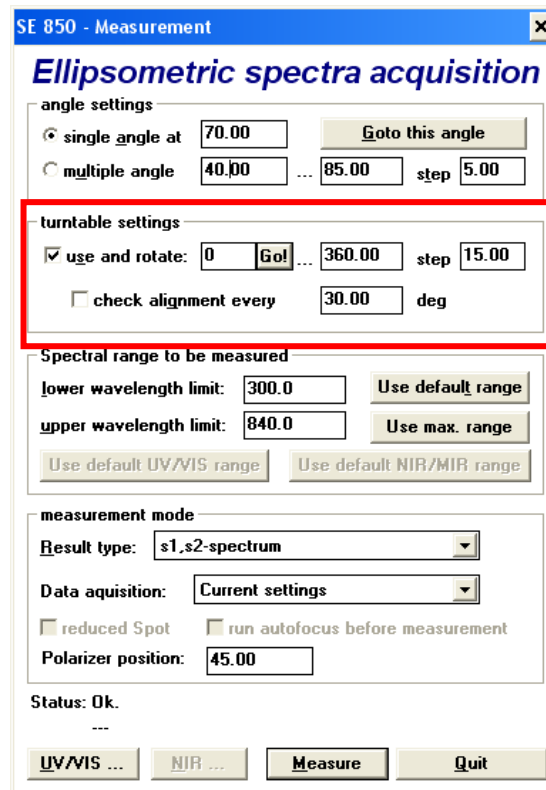 SE 850 - Measurement
Ellipsometric spectra acquisition
angle settings
single angle at 70.00 Goto this angle
multiple angle 40.00 ... 85.00 step 5.00
turntable settings
use and rotate: 0 Go! ... 360.00 step 15.00
check alignment every 30.00 deg
Spectral range to be measured
lower wavelength limit: 300.0 Use default range
upper wavelength limit: 840.0 Use max. range
Use default UV/VIS range Use default NIR/MIR range
measurement mode
Result type: s1,s2-spectrum
Data aquisition: Current settings
reduced Spot run autofocus before measurement
Polarizer position: 45.00
Status: Ok.
---
UV/VIS ... NIR ... Measure Quit